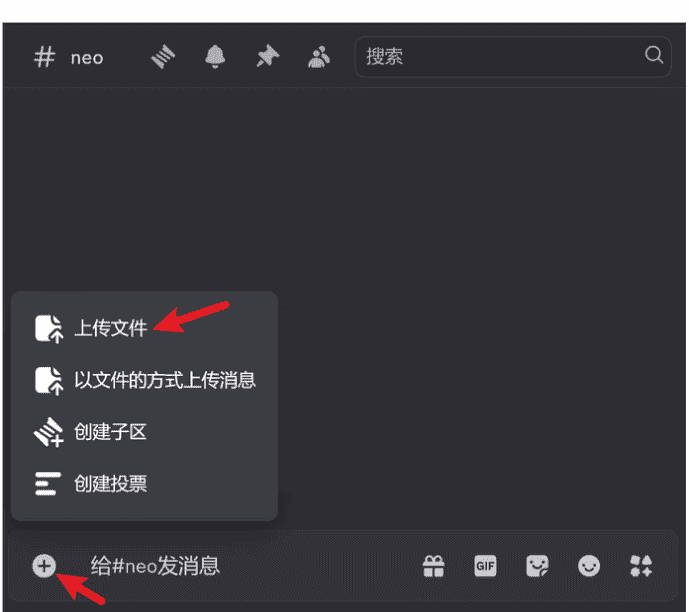 # neo
搜索
上传文件
以文件的方式上传消息
创建子区
创建投票
给#neo发消息
GIF